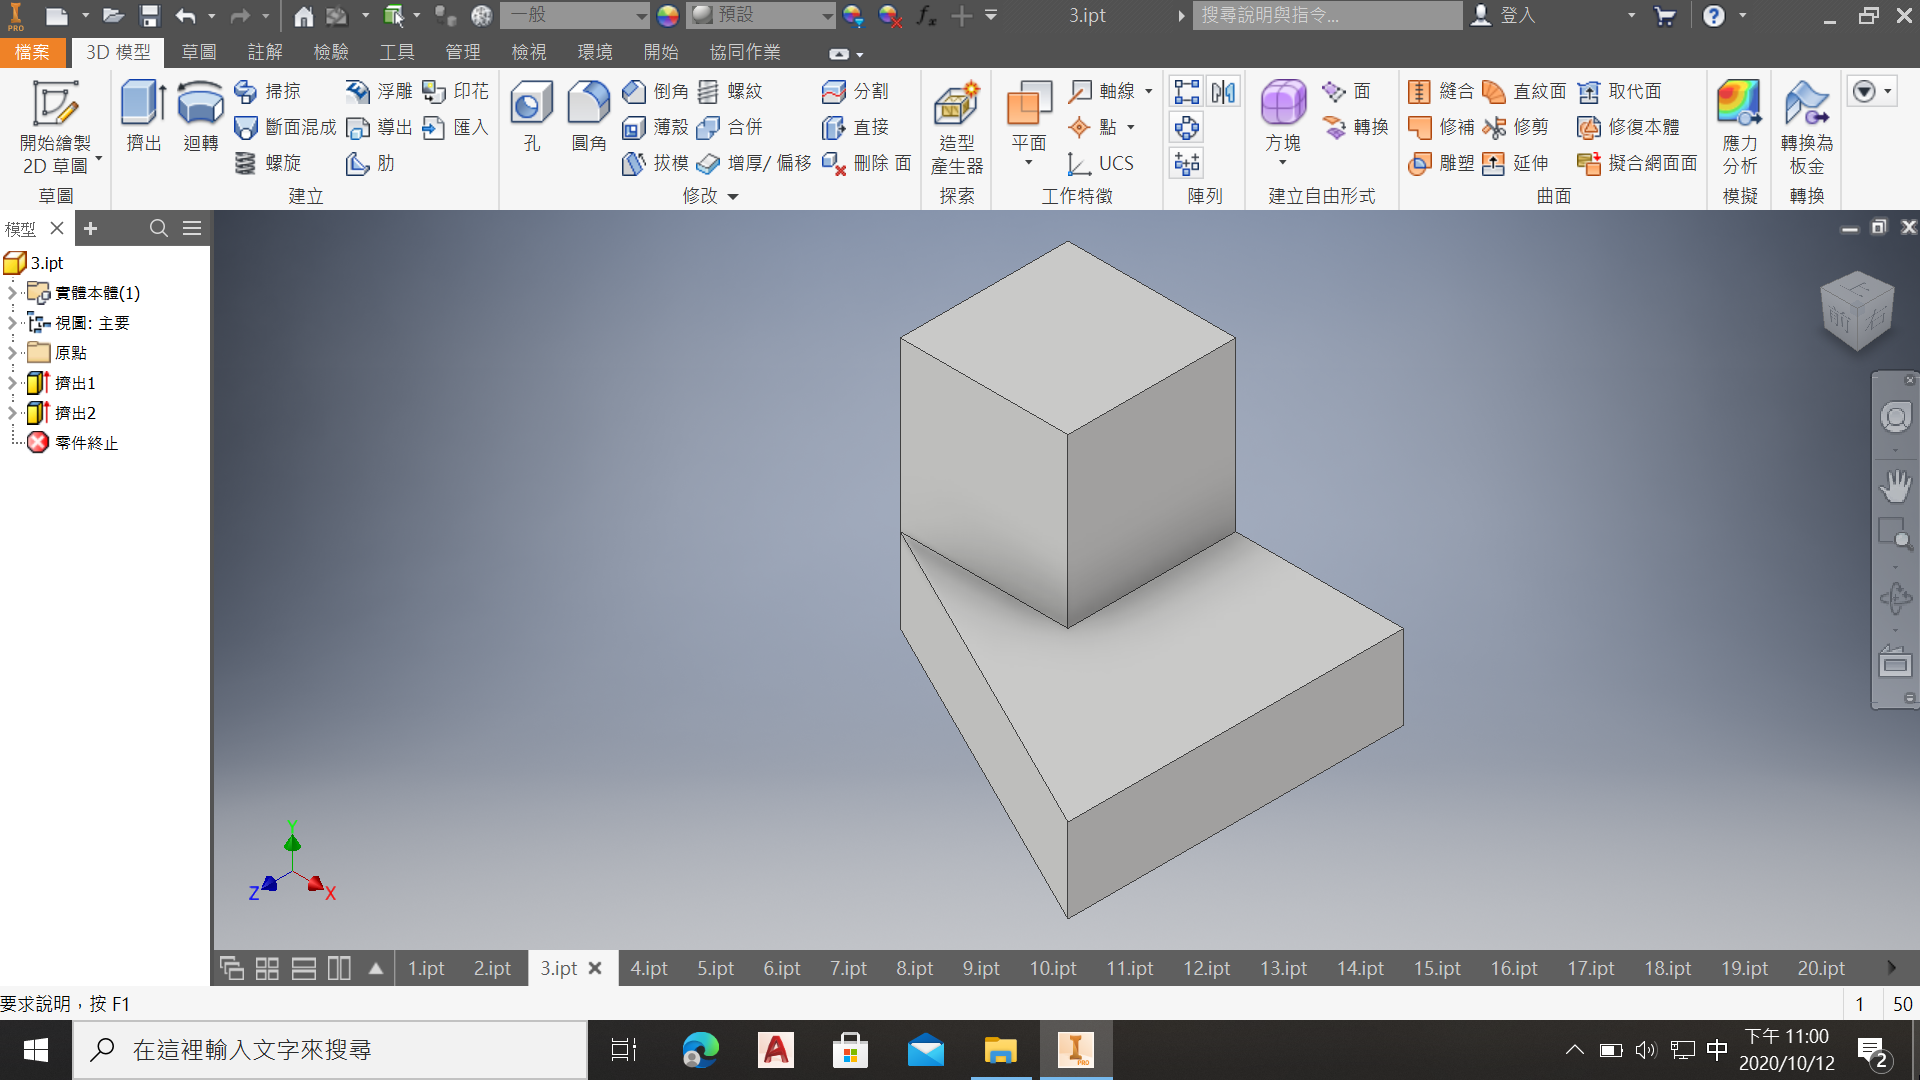 PRO
一般
預設
3.ipt
搜尋說明與指令...
登入
檔案 3D 模型 草圖 註解 檢驗 工具 管理 檢視 環境 開始 協同作業
開始繪製
2D 草圖
草圖
擠出
迴轉
掃掠
斷面混成
螺旋
浮雕
導出
肋
印花
匯入
建立
孔
圓角
倒角
薄殼
拔模
螺紋
合併
增厚/ 偏移
分割
直接
刪除 面
修改
造型
產生器
探索
平面
軸線
點
UCS
工作特徵
陣列
方塊
面
轉換
建立自由形式
縫合
修補
雕塑
直紋面
修剪
延伸
取代面
修復本體
擬合網面面
曲面
應力
分析
模擬
轉換為
板金
轉換
模型
3.ipt
實體本體(1)
視圖: 主要
原點
擠出1
擠出2
零件終止
上
前
右
Y
Z
X
1.ipt 2.ipt 3.ipt 4.ipt 5.ipt 6.ipt 7.ipt 8.ipt 9.ipt 10.ipt 11.ipt 12.ipt 13.ipt 14.ipt 15.ipt 16.ipt 17.ipt 18.ipt 19.ipt 20.ipt
要求說明，按 F1
1 50
在這裡輸入文字來搜尋
PRO
中
下午 11:00
2020/10/12
2